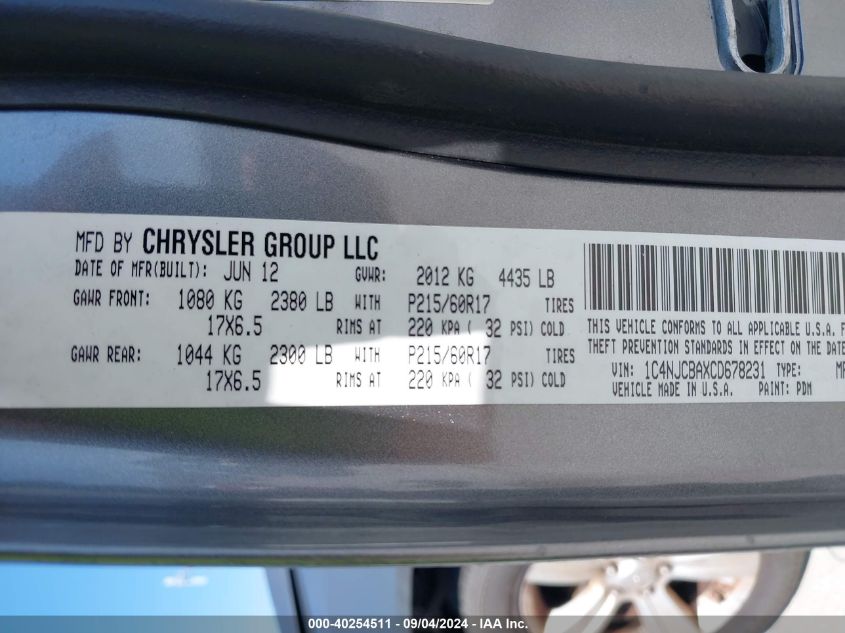 MFD BY CHRYSLER GROUP LLC
DATE OF MFR(BUILT): JUN 12 GVWR: 2012 KG 4435 LB
GAWR FRONT: 1080 KG 2380 LB WITH P215/60R17 TIRES
17X6.5 RIMS AT 220 KPA ( 32 PSI) COLD
GAWR REAR: 1044 KG 2300 LB WITH P215/60R17 TIRES
17X6.5 RIMS AT 220 KPA ( 32 PSI) COLD
THIS VEHICLE CONFORMS TO ALL APPLICABLE U.S.A. F
THEFT PREVENTION STANDARDS IN EFFECT ON THE DATE
VIN: 1C4NJCBAXCD678231 TYPE: MP
VEHICLE MADE IN U.S.A. PAINT: PDM
000-40254511 - 09/04/2024 - IAAI.com